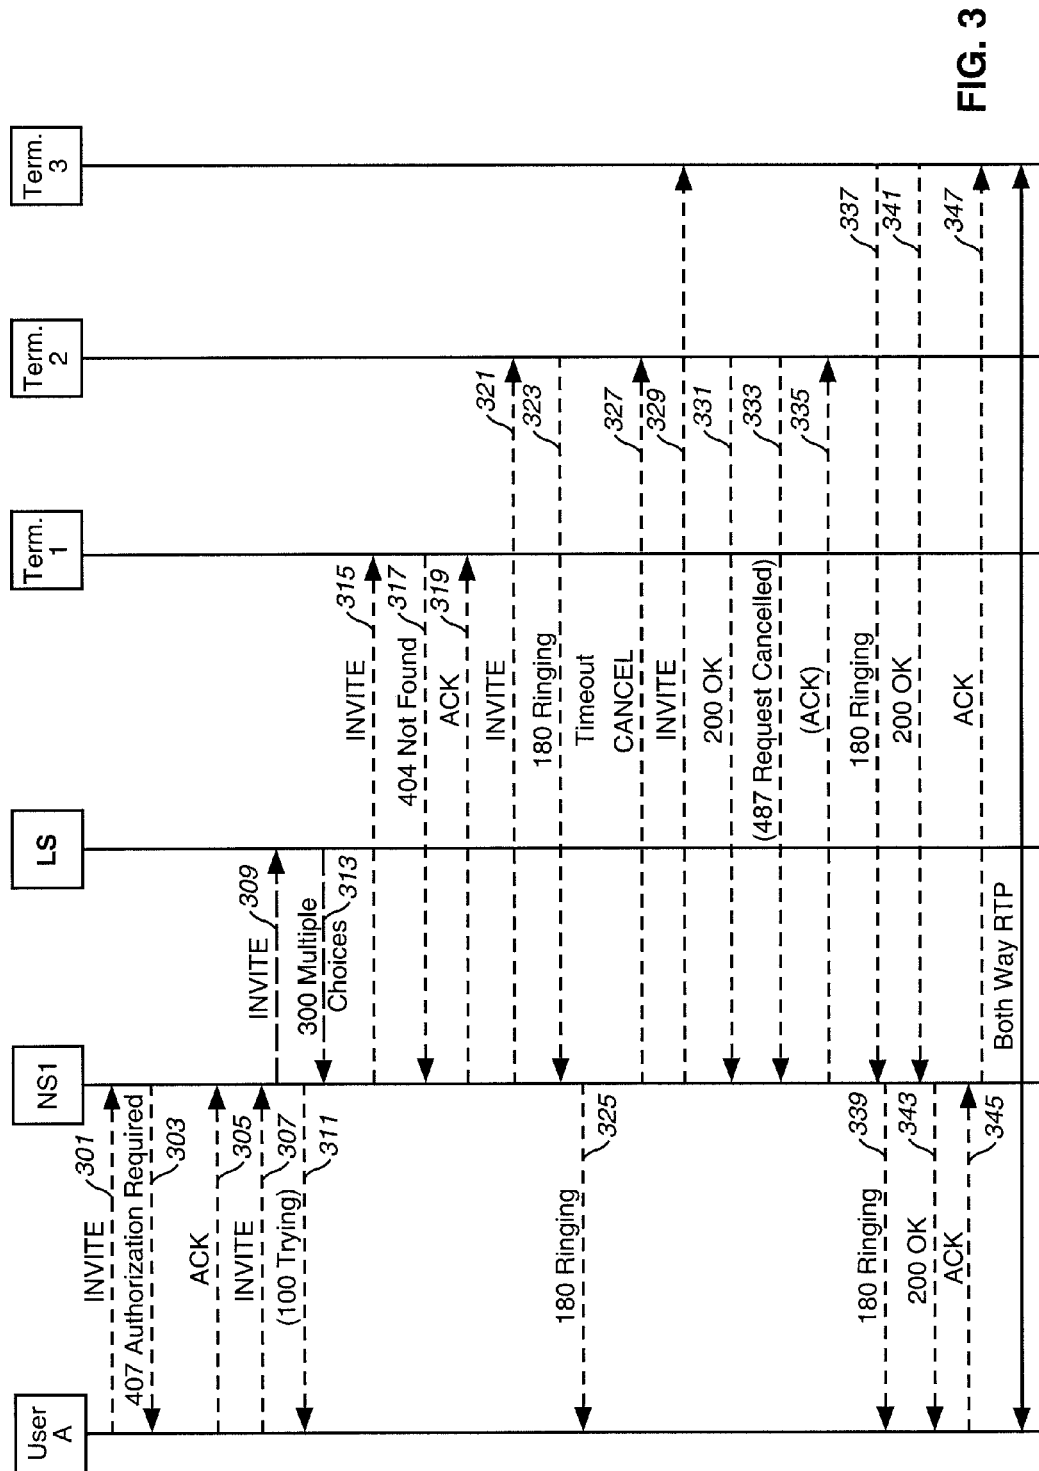 User
A
NS1
LS
Term.
1
Term.
2
Term.
3
INVITE
301
407 Authorization Required
303
ACK
305
INVITE
307
INVITE
309
(100 Trying)
311
300 Multiple
Choices
313
INVITE
315
404 Not Found
317
ACK
319
INVITE
321
180 Ringing
323
180 Ringing
325
Timeout
CANCEL
327
INVITE
329
200 OK
331
(487 Request Cancelled)
333
(ACK)
335
180 Ringing
337
180 Ringing
339
200 OK
341
200 OK
343
ACK
345
ACK
347
Both Way RTP
FIG. 3